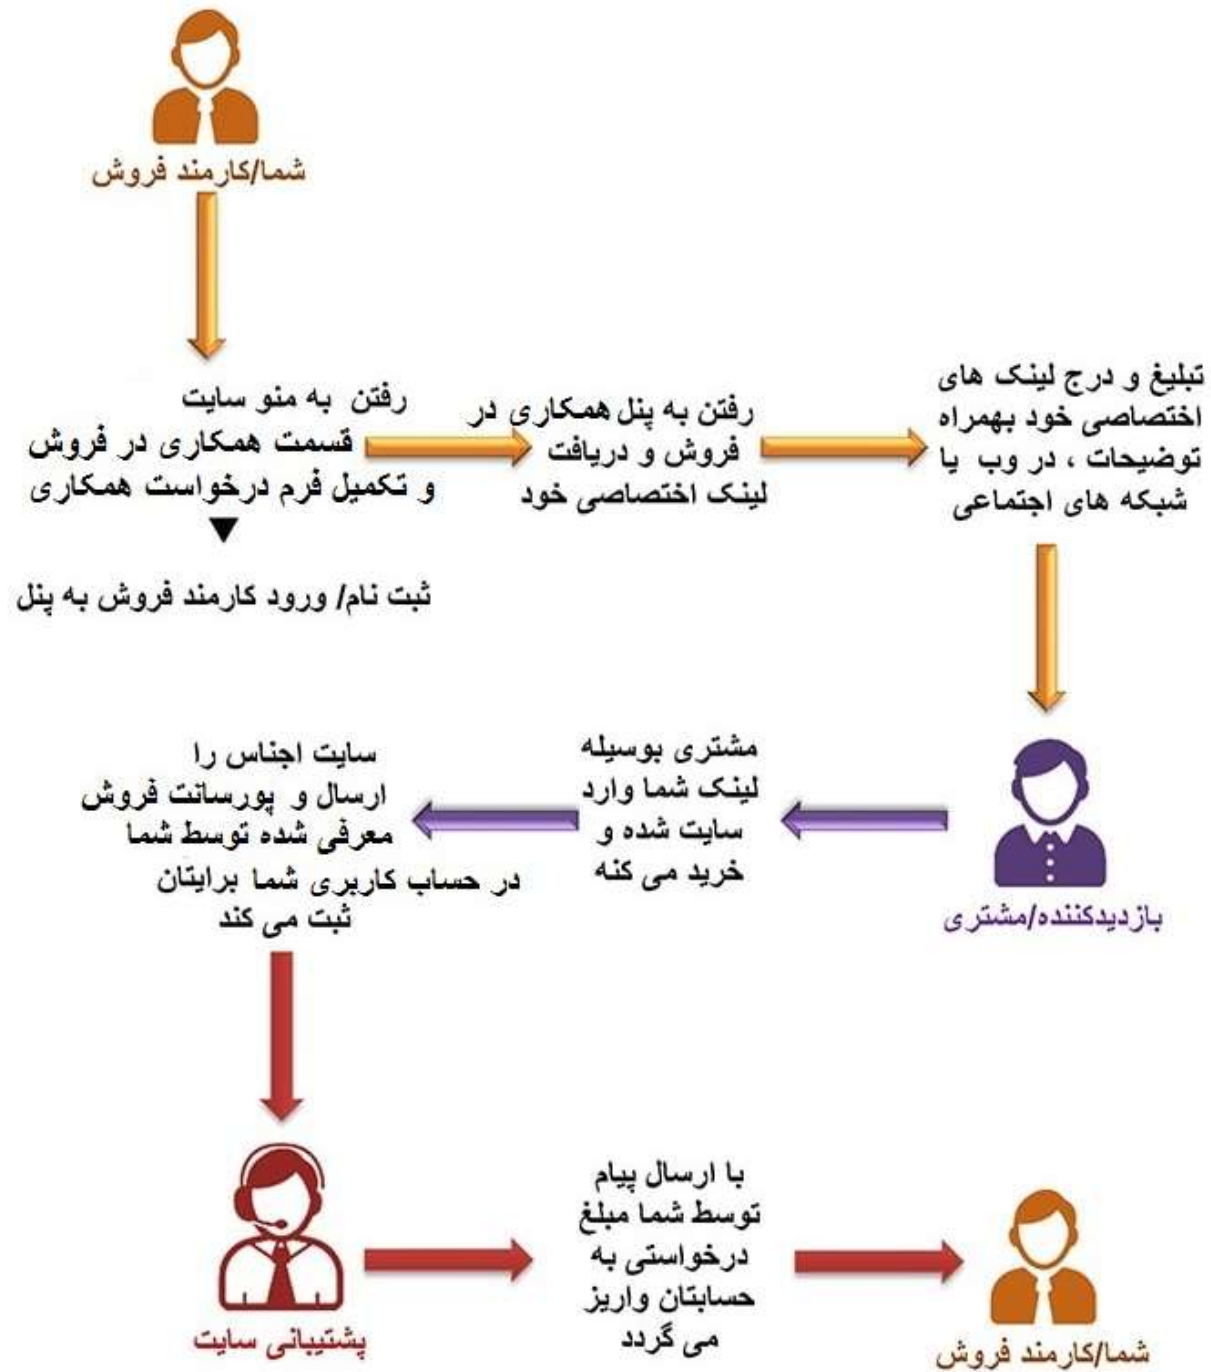 شما/کارمند فروش
رفتن به منو سایت
قسمت همکاری در فروش
و تکمیل فرم درخواست همکاری
ثبت نام/ ورود کارمند فروش به پنل
رفتن به پنل همکاری در
فروش و دریافت
لینک اختصاصی خود
تبلیغ و درج لینک های
اختصاصی خود بهمراه
توضیحات ، در وب یا
شبکه های اجتماعی
بازدیدکننده/مشتری
مشتری بوسیله
لینک شما وارد
سایت شده و
خرید می کنه
سایت اجناس را
ارسال و پورسانت فروش
معرفی شده توسط شما
در حساب کاربری شما برایتان
ثبت می کند
پشتیبانی سایت
با ارسال پیام
توسط شما مبلغ
درخواستی به
حسابتان واریز
می گردد
شما/کارمند فروش